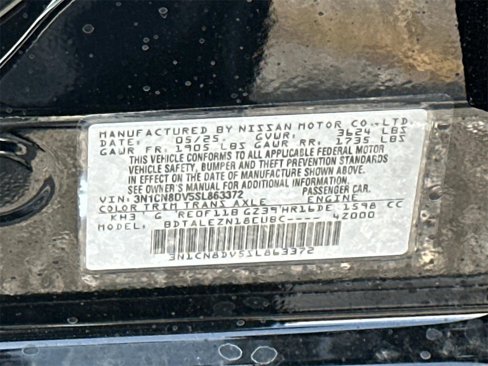 MANUFACTURED BY NISSAN MOTOR CO.,LTD.
DATE: 05/25 GVWR: 3624 LBS
GAWR FR: 1905 LBS GAWR RR: 1735 LBS
THIS VEHICLE CONFORMS TO ALL APPLICABLE FEDERAL MOTOR
VEHICLE SAFETY, BUMPER AND THEFT PREVENTION STANDARDS
IN EFFECT ON THE DATE OF MANUFACTURE SHOWN ABOVE.
SEE OWNER'S MANUAL FOR ADDITIONAL INFORMATION.
VIN: 3N1CN8DV5SL863372 PASSENGER CAR
COLOR TRIM TRANS AXLE ENGINE
KH3 G RE0F11B GZ39 HR16DE 1598 CC
MODEL: BDTALEZN18EUBC---- 42000
3N1CN8DV5SL863372